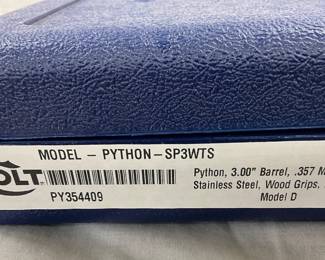 MODEL - PYTHON-SP3WTS
OLT
PY354409
Python, 3.00" Barrel, .357 M
Stainless Steel, Wood Grips,
Model D